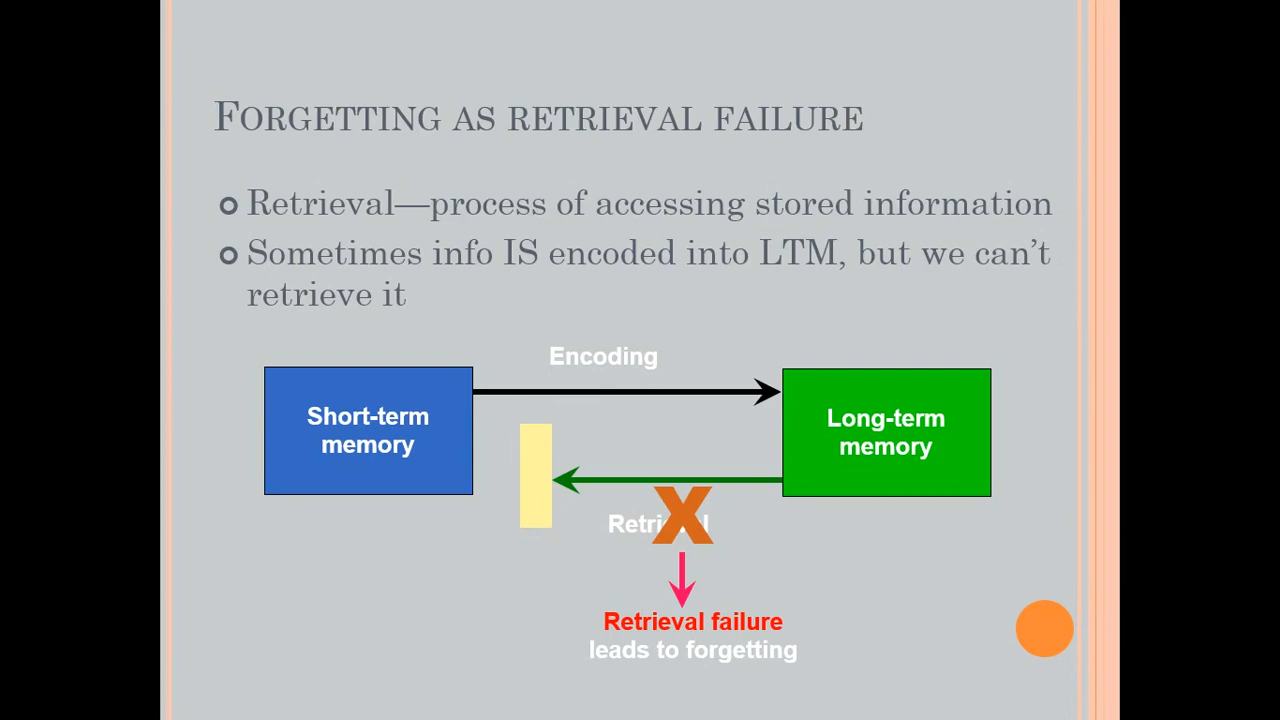 FORGETTING AS RETRIEVAL FAILURE
Retrieval—process of accessing stored information
Sometimes info IS encoded into LTM, but we can't
retrieve it
Encoding
Short-term
memory
Long-term
memory
Retrieval
X
Retrieval failure
leads to forgetting